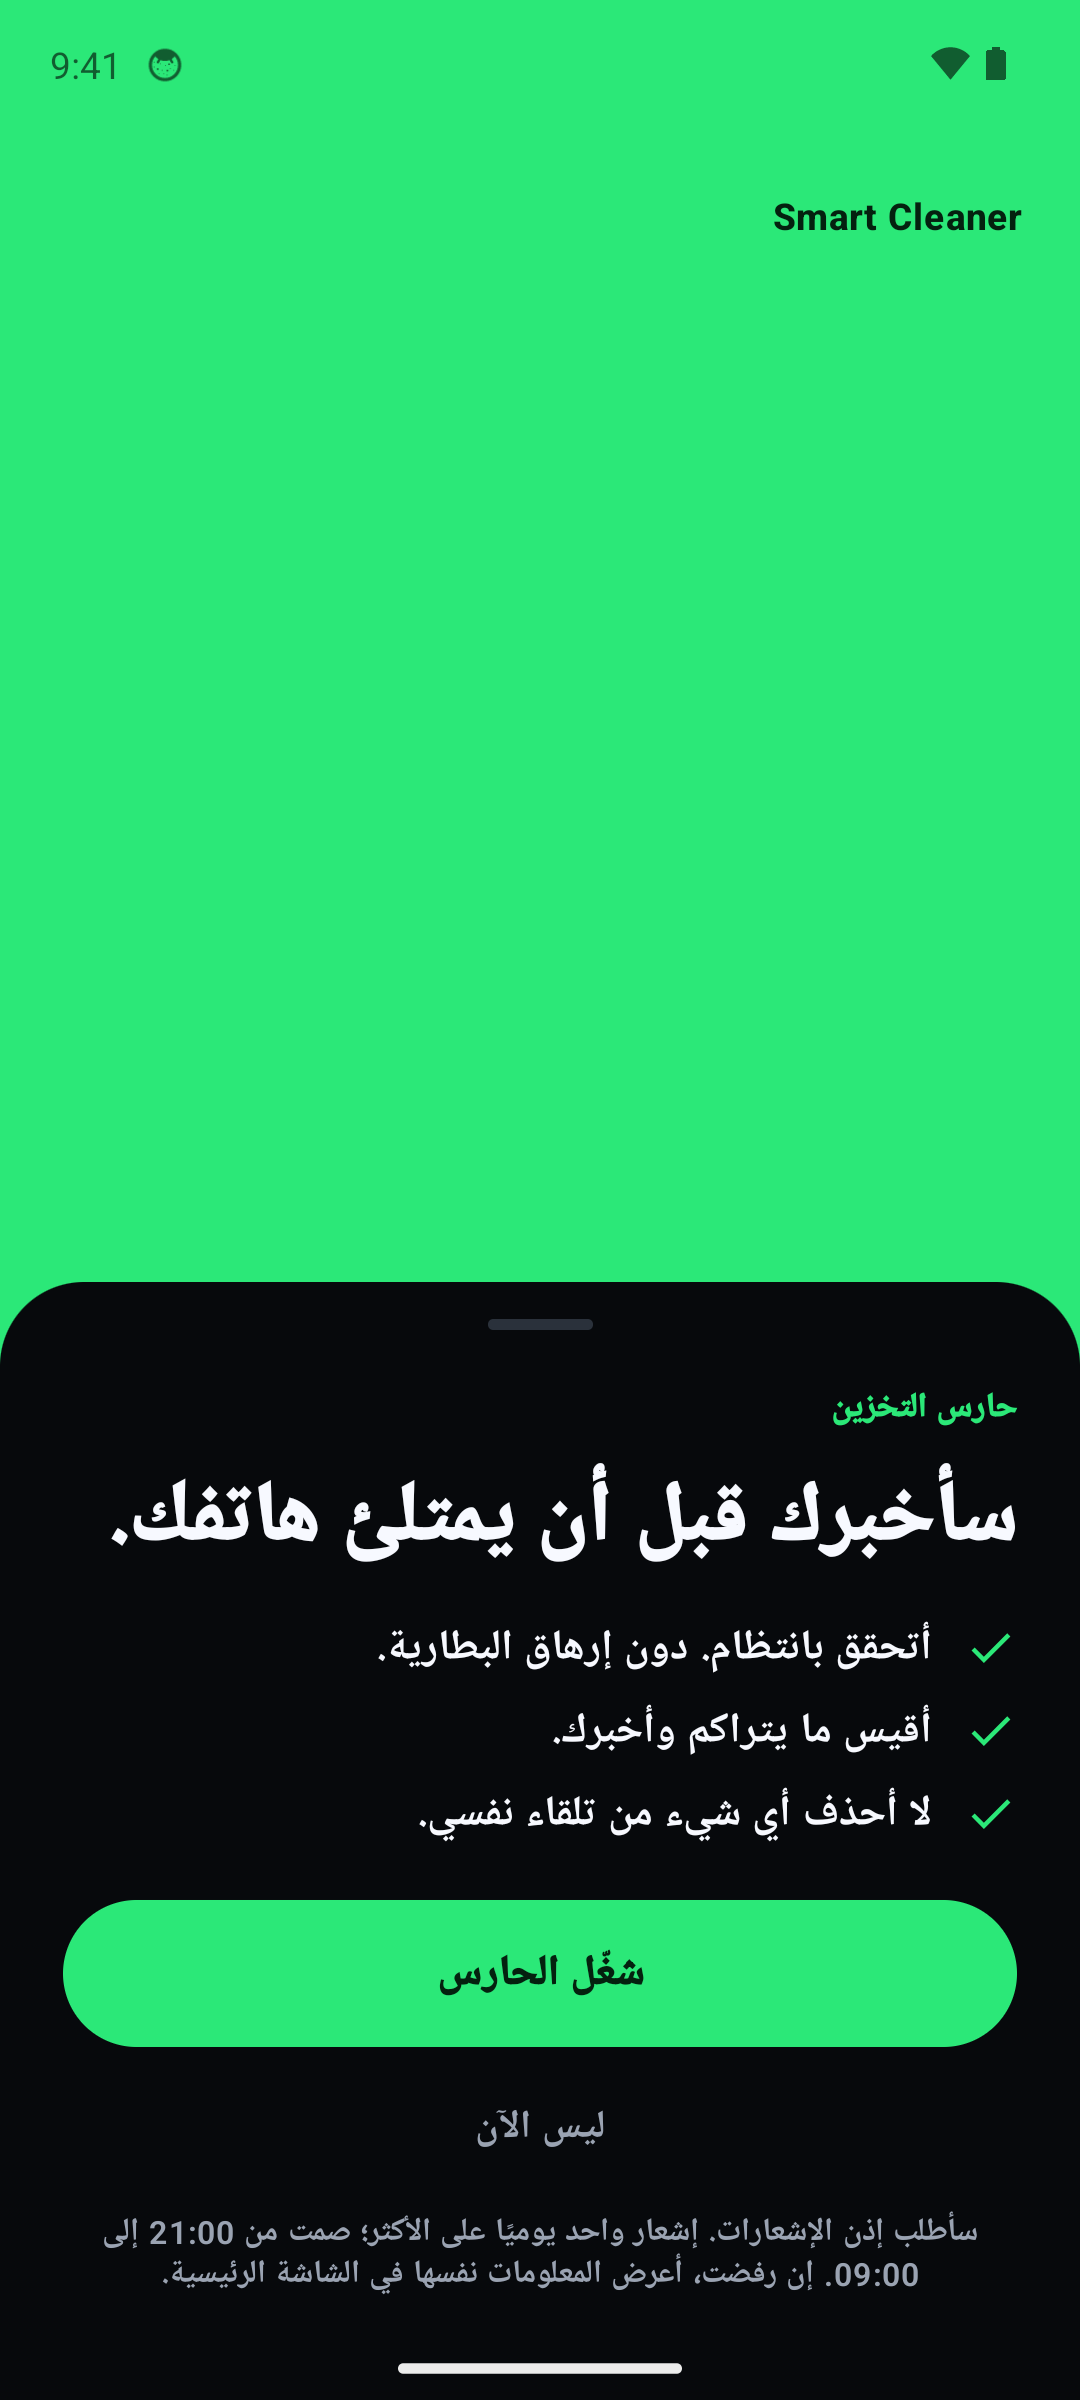 9:41
Smart Cleaner
حارس التخزين
سأخبرك قبل أن يمتلئ هاتفك.
أتحقق بانتظام. دون إرهاق البطارية.
أقيس ما يتراكم وأخبرك.
لا أحذف أي شيء من تلقاء نفسي.
شغّل الحارس
ليس الآن
سأطلب إذن الإشعارات. إشعار واحد يوميًا على الأكثر؛ صمت من 21:00 إلى
09:00. إن رفضت، أعرض المعلومات نفسها في الشاشة الرئيسية.